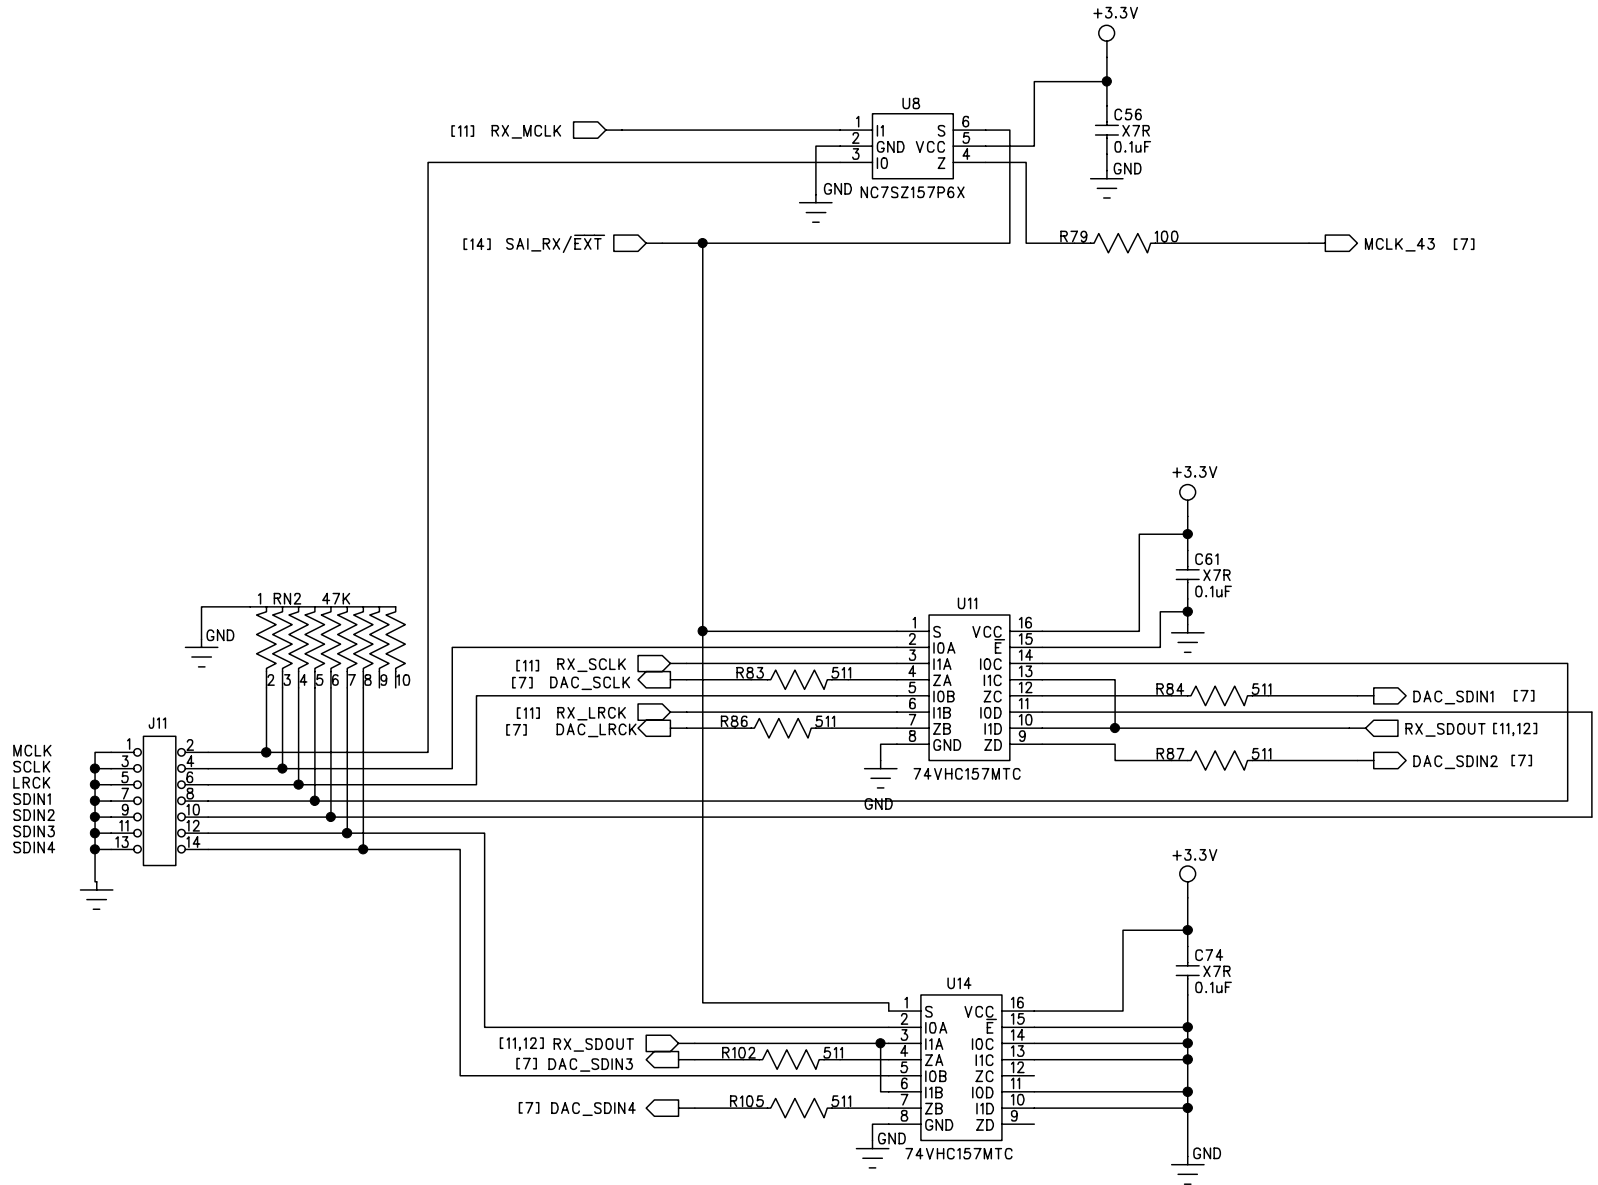 +3.3V
U8
C56
X7R
0.1uF
GND
[11] RX_MCLK
1 I1 S 6
2 GND VCC 5
3 I0 Z 4
GND
NC7SZ157P6X
[14] SAI_RX/EXT
R79 100
MCLK_43 [7]
+3.3V
C61
X7R
0.1uF
1 RN2 47K
GND
2 3 4 5 6 7 8 9 10
U11
1 S VCC 16
2 I0A E 15
3 I1A I0C 14
4 ZA I1C 13
5 I0B ZC 12
6 I1B I0D 11
7 ZB I1D 10
8 GND ZD 9
74VHC157MTC
GND
[11] RX_SCLK
[7] DAC_SCLK
R83 511
[11] RX_LRCK
[7] DAC_LRCK
R86 511
R84 511
DAC_SDIN1 [7]
RX_SDOUT [11,12]
R87 511
DAC_SDIN2 [7]
J11
MCLK 1 2
SCLK 3 4
LRCK 5 6
SDIN1 7 8
SDIN2 9 10
SDIN3 11 12
SDIN4 13 14
+3.3V
C74
X7R
0.1uF
U14
1 S VCC 16
2 I0A E 15
3 I1A I0C 14
4 ZA I1C 13
5 I0B ZC 12
6 I1B I0D 11
7 ZB I1D 10
8 GND ZD 9
74VHC157MTC
[11,12] RX_SDOUT
[7] DAC_SDIN3
R102 511
[7] DAC_SDIN4
R105 511
GND
GND